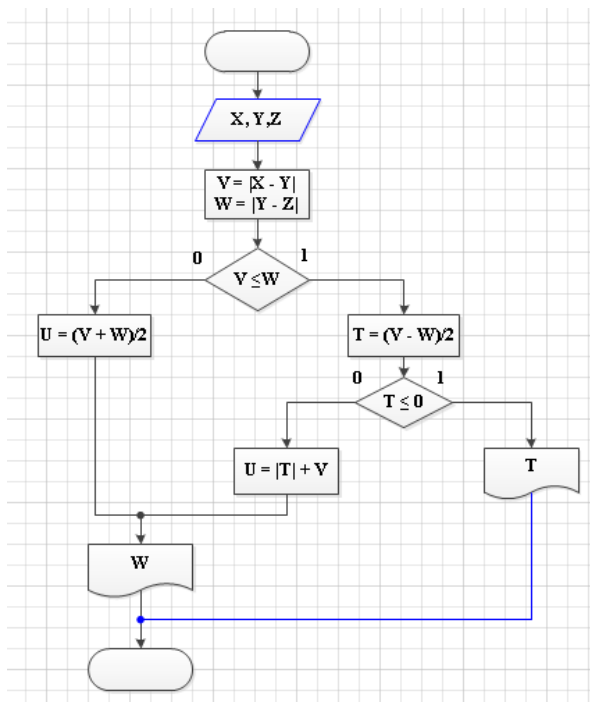 X, Y,Z
V = |X - Y|
W = |Y - Z|
0
1
V ≤W
U = (V + W)/2
T = (V - W)/2
0
1
T ≤ 0
U = |T| + V
T
W